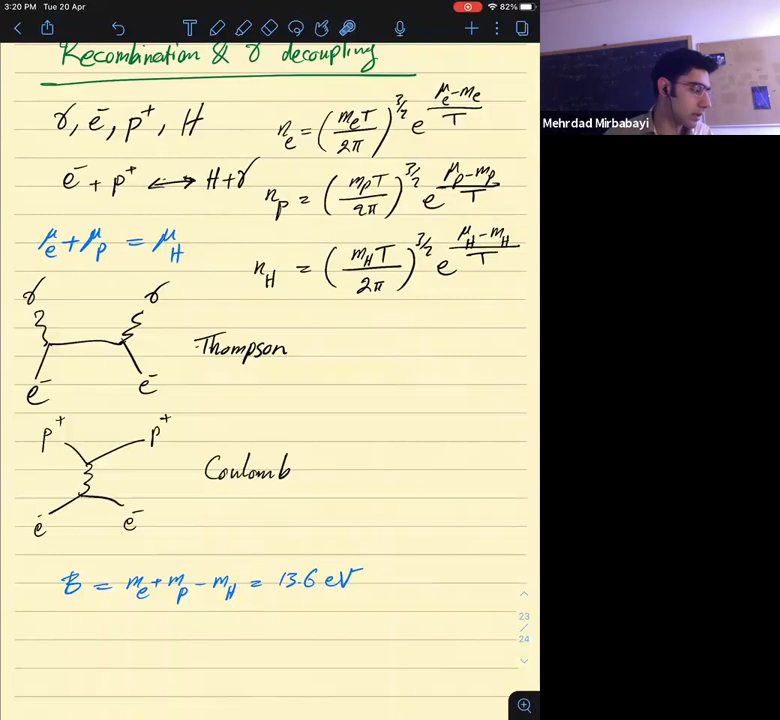 3:20 PM Tue 20 Apr
82%
Recombination & γ decoupling
γ, e⁻, p⁺, H
n_e = (m_e T / 2π)^{3/2} e^{(μ_e − m_e)/T}
e⁻ + p⁺ ⟷ H + γ
n_p = (m_p T / 2π)^{3/2} e^{(μ_p − m_p)/T}
μ_e + μ_p = μ_H
n_H = (m_H T / 2π)^{3/2} e^{(μ_H − m_H)/T}
γ γ
Thompson
e⁻ e⁻
p⁺ p⁺
Coulomb
e⁻ e⁻
B = m_e + m_p − m_H = 13.6 eV
23
/
24
Mehrdad Mirbabayi